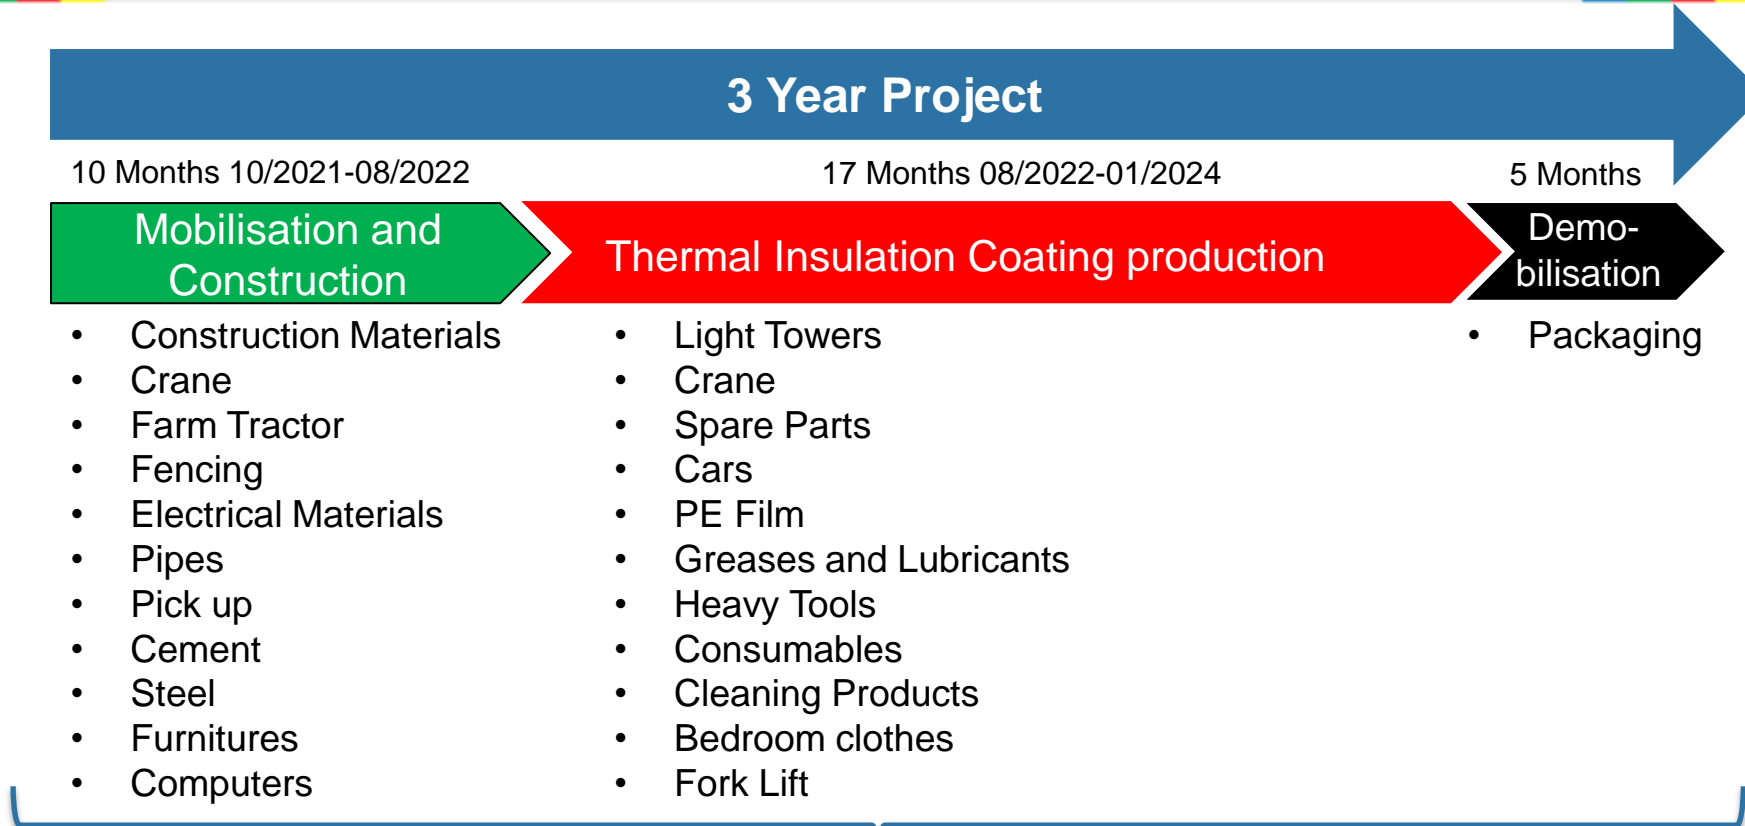 3 Year Project
10 Months 10/2021-08/2022
17 Months 08/2022-01/2024
5 Months
Mobilisation and
Construction
Thermal Insulation Coating production
Demo-
bilisation
• Construction Materials
• Crane
• Farm Tractor
• Fencing
• Electrical Materials
• Pipes
• Pick up
• Cement
• Steel
• Furnitures
• Computers
• Light Towers
• Crane
• Spare Parts
• Cars
• PE Film
• Greases and Lubricants
• Heavy Tools
• Consumables
• Cleaning Products
• Bedroom clothes
• Fork Lift
• Packaging